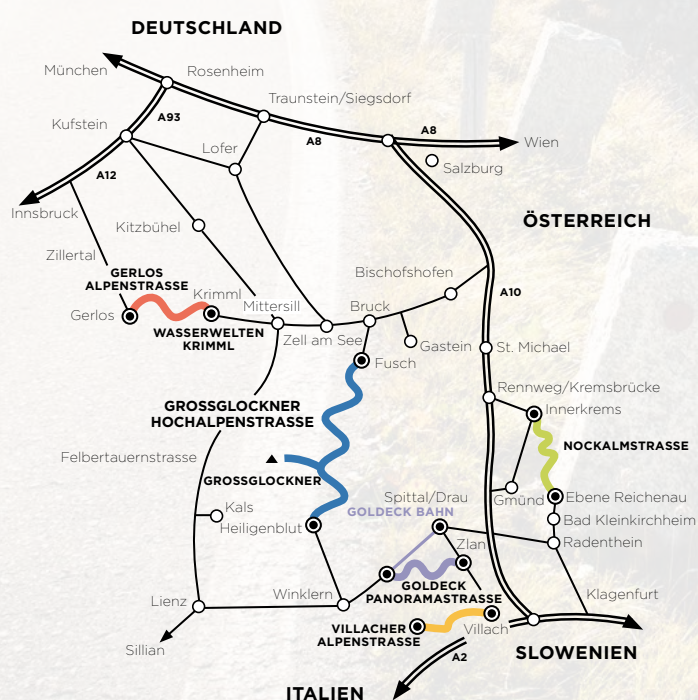 DEUTSCHLAND
München
Rosenheim
Traunstein/Siegsdorf
A93
Kufstein
A8
A8
Wien
Lofer
Salzburg
A12
Innsbruck
Kitzbühel
ÖSTERREICH
Zillertal
GERLOS
ALPENSTRASSE
Bischofshofen
A10
Krimml
Mittersill
Bruck
Gerlos
WASSERWELTEN
KRIMML
Zell am See
Gastein
St. Michael
Fusch
Rennweg/Kremsbrücke
Innerkrems
GROSSGLOCKNER
HOCHALPENSTRASSE
NOCKALMSTRASSE
Felbertauernstrasse
GROSSGLOCKNER
Spittal/Drau
Gmünd
Ebene Reichenau
Kals
GOLDECK BAHN
Heiligenblut
Bad Kleinkirchheim
Zlan
Radenthein
GOLDECK
PANORAMASTRASSE
Winklern
Klagenfurt
Lienz
VILLACHER
ALPENSTRASSE
Villach
Sillian
A2
SLOWENIEN
ITALIEN